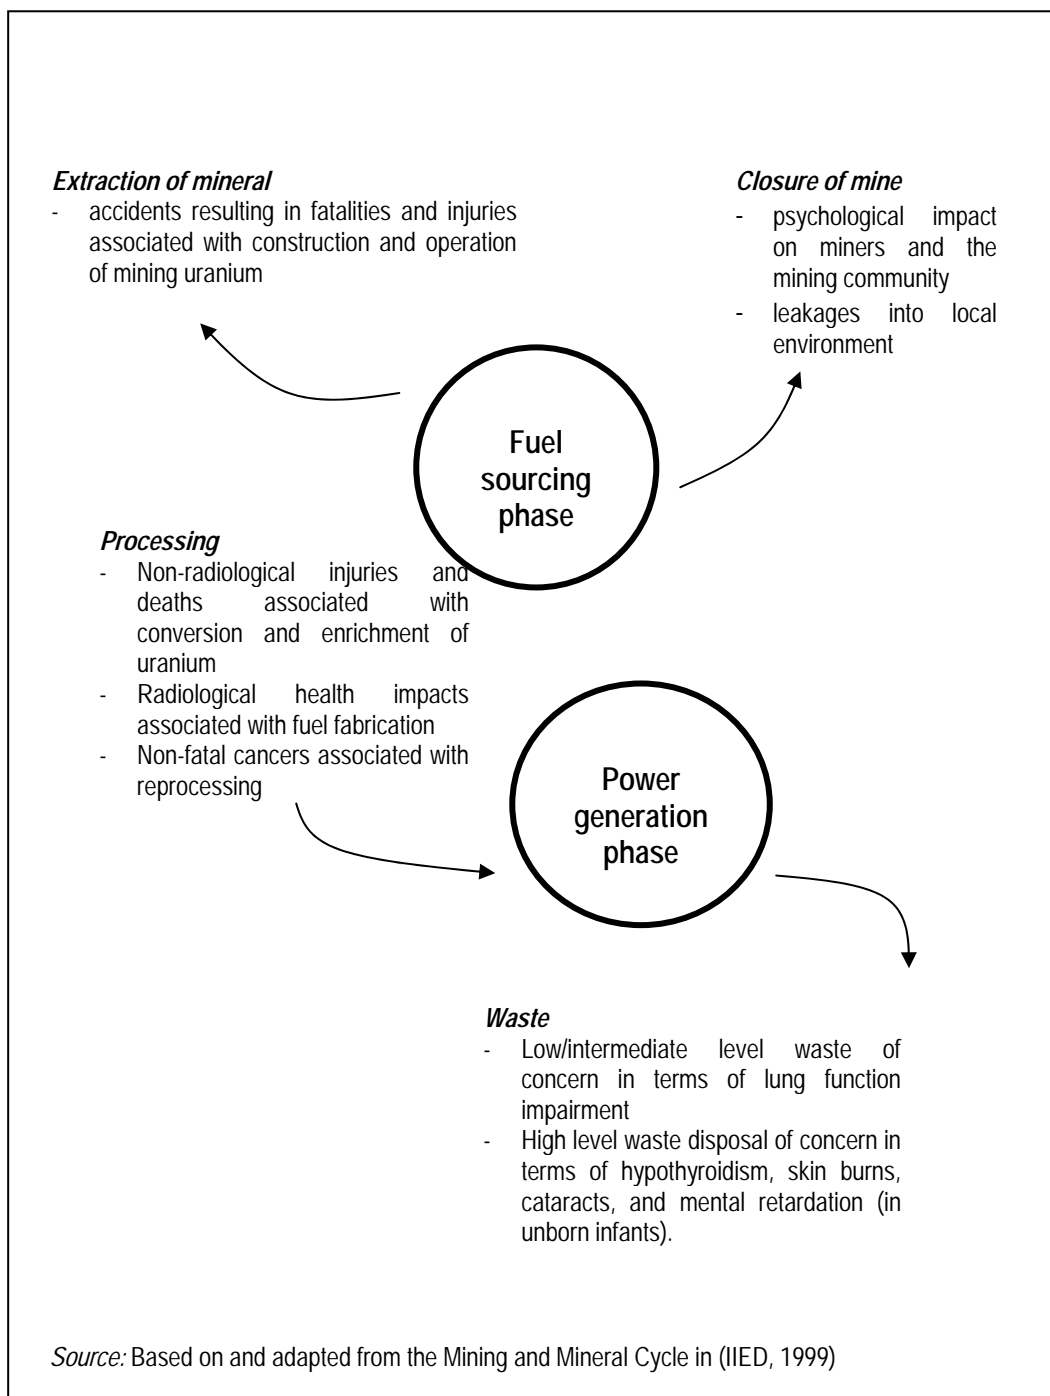 Extraction of mineral
- accidents resulting in fatalities and injuries
associated with construction and operation
of mining uranium
Closure of mine
- psychological impact
on miners and the
mining community
- leakages into local
environment
Fuel
sourcing
phase
Processing
- Non-radiological injuries and
deaths associated with
conversion and enrichment of
uranium
- Radiological health impacts
associated with fuel fabrication
- Non-fatal cancers associated with
reprocessing
Power
generation
phase
Waste
- Low/intermediate level waste of
concern in terms of lung function
impairment
- High level waste disposal of concern in
terms of hypothyroidism, skin burns,
cataracts, and mental retardation (in
unborn infants).
Source: Based on and adapted from the Mining and Mineral Cycle in (IIED, 1999)